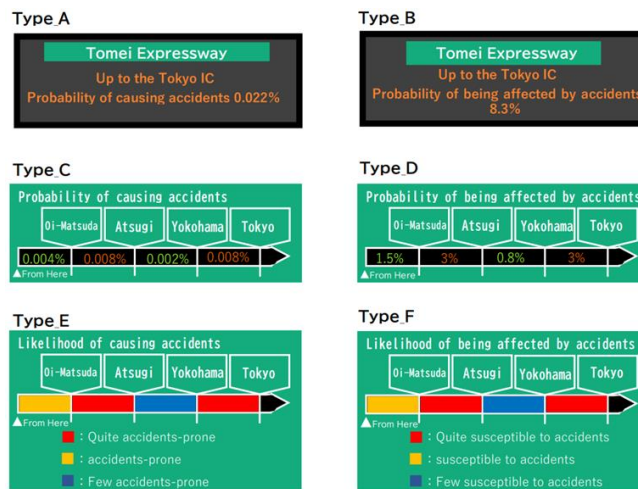 Type_A
Tomei Expressway
Up to the Tokyo IC
Probability of causing accidents 0.022%
Type_B
Tomei Expressway
Up to the Tokyo IC
Probability of being affected by accidents
8.3%
Type_C
Probability of causing accidents
Oi-Matsuda Atsugi Yokohama Tokyo
0.004% 0.008% 0.002% 0.008%
▲From Here
Type_D
Probability of being affected by accidents
Oi-Matsuda Atsugi Yokohama Tokyo
1.5% 3% 0.8% 3%
▲From Here
Type_E
Likelihood of causing accidents
Oi-Matsuda Atsugi Yokohama Tokyo
▲From Here
: Quite accidents-prone
: accidents-prone
: Few accidents-prone
Type_F
Likelihood of being affected by accidents
Oi-Matsuda Atsugi Yokohama Tokyo
▲From Here
: Quite susceptible to accidents
: susceptible to accidents
: Few susceptible to accidents